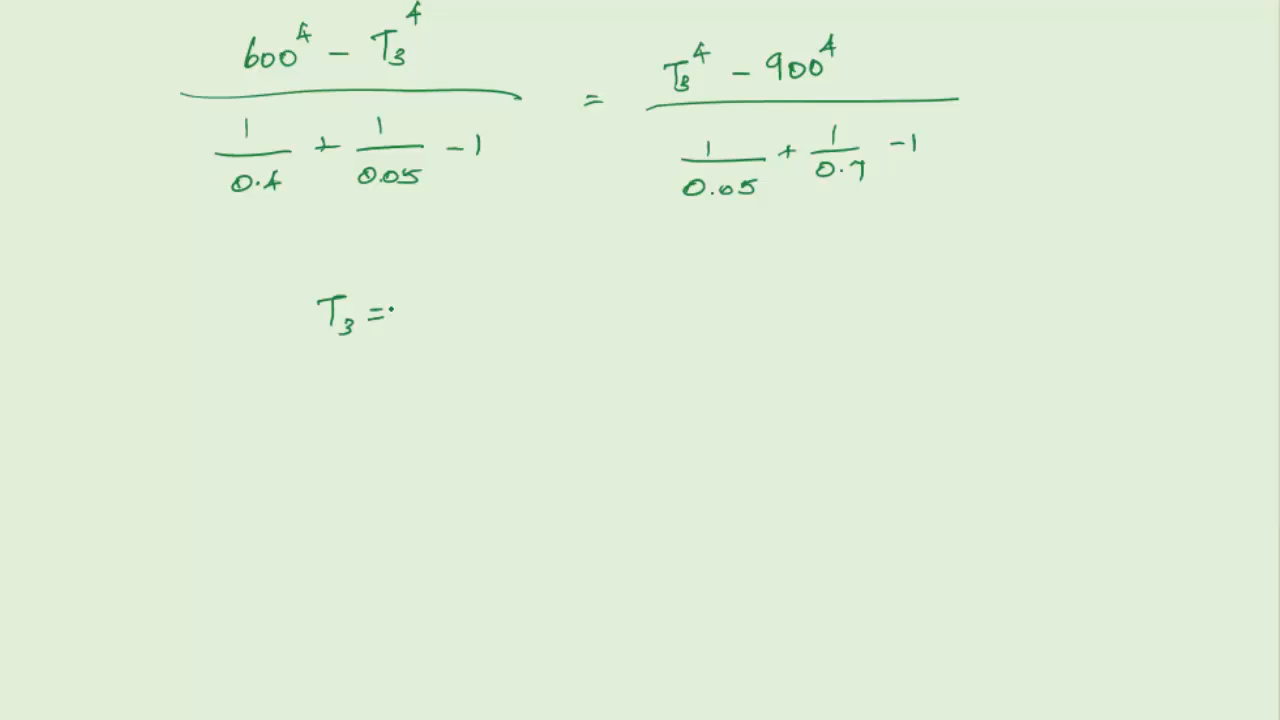 600⁴ − T₃⁴ / (1/0.4 + 1/0.05 − 1) = T₃⁴ − 900⁴ / (1/0.05 + 1/0.7 − 1)
T₃ =